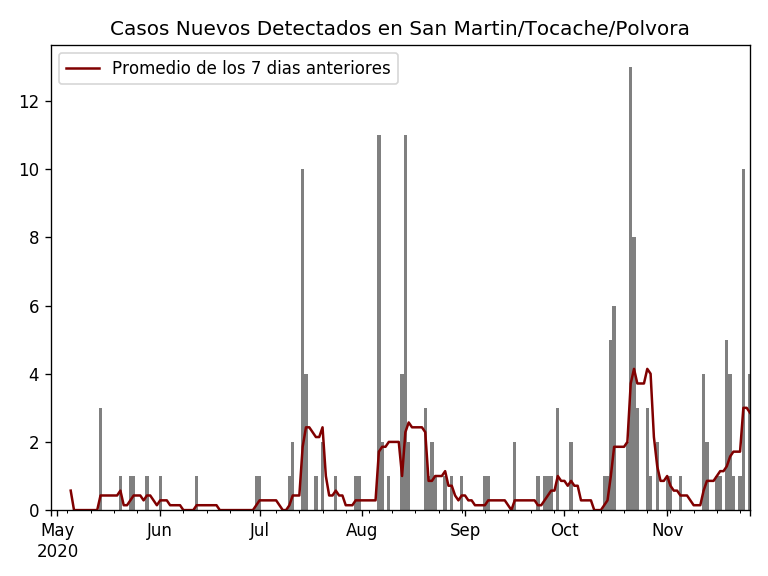 Casos Nuevos Detectados en San Martin/Tocache/Polvora
Promedio de los 7 dias anteriores
12
10
8
6
4
2
0
May Jun Jul Aug Sep Oct Nov
2020